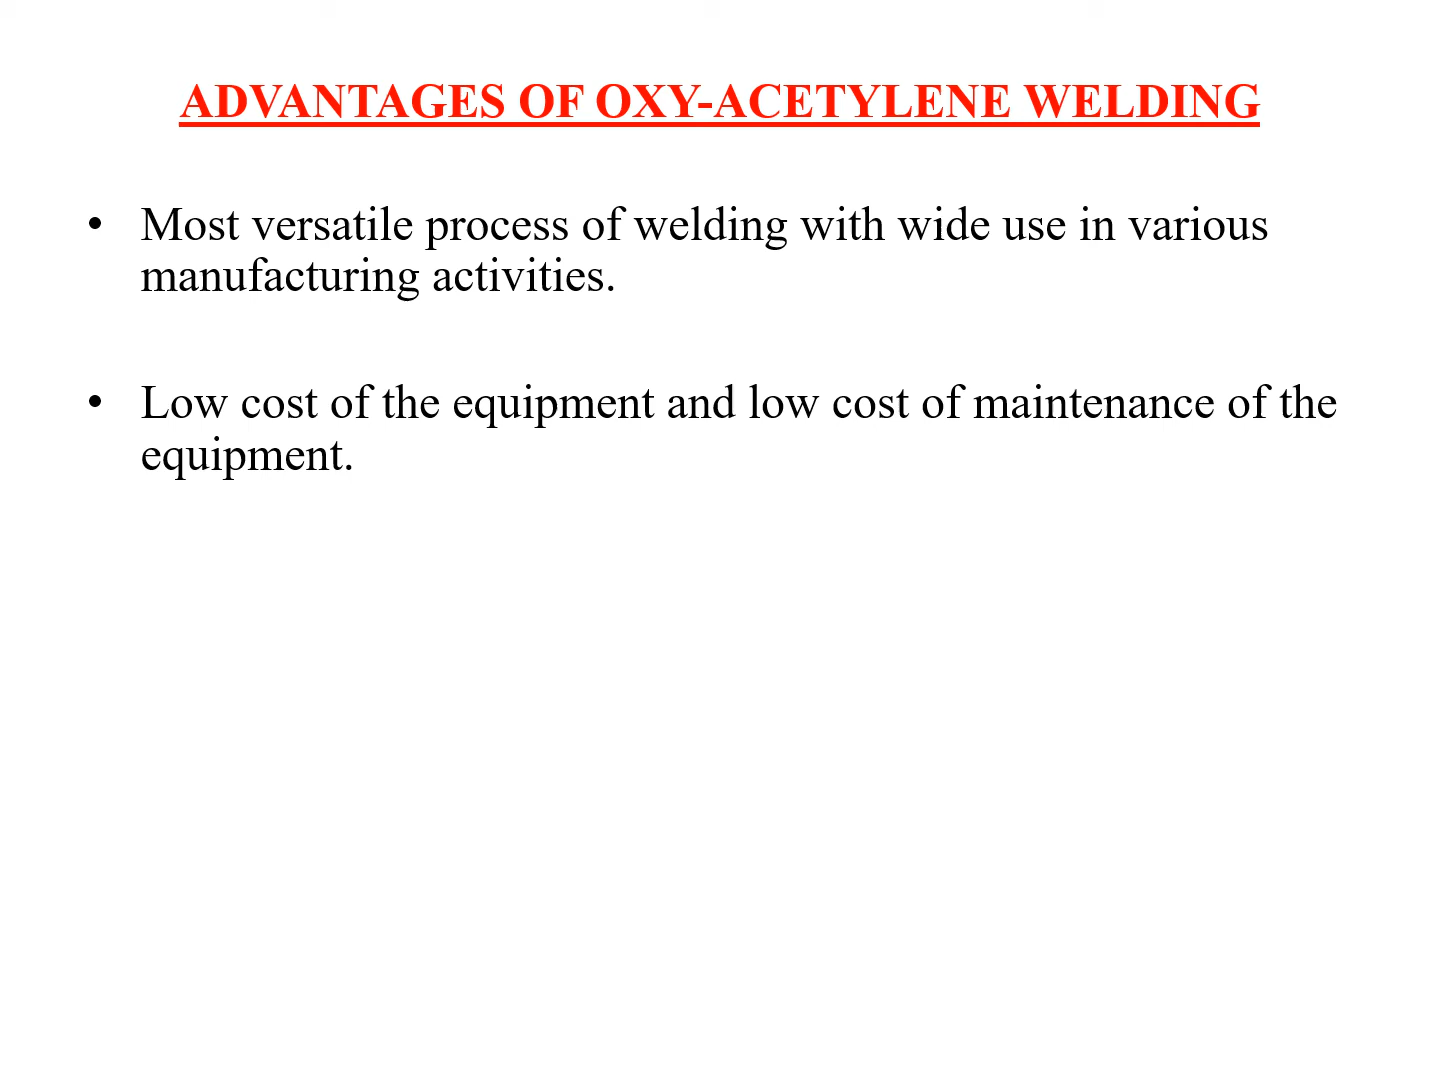 ADVANTAGES OF OXY-ACETYLENE WELDING
• Most versatile process of welding with wide use in various
manufacturing activities.
• Low cost of the equipment and low cost of maintenance of the
equipment.